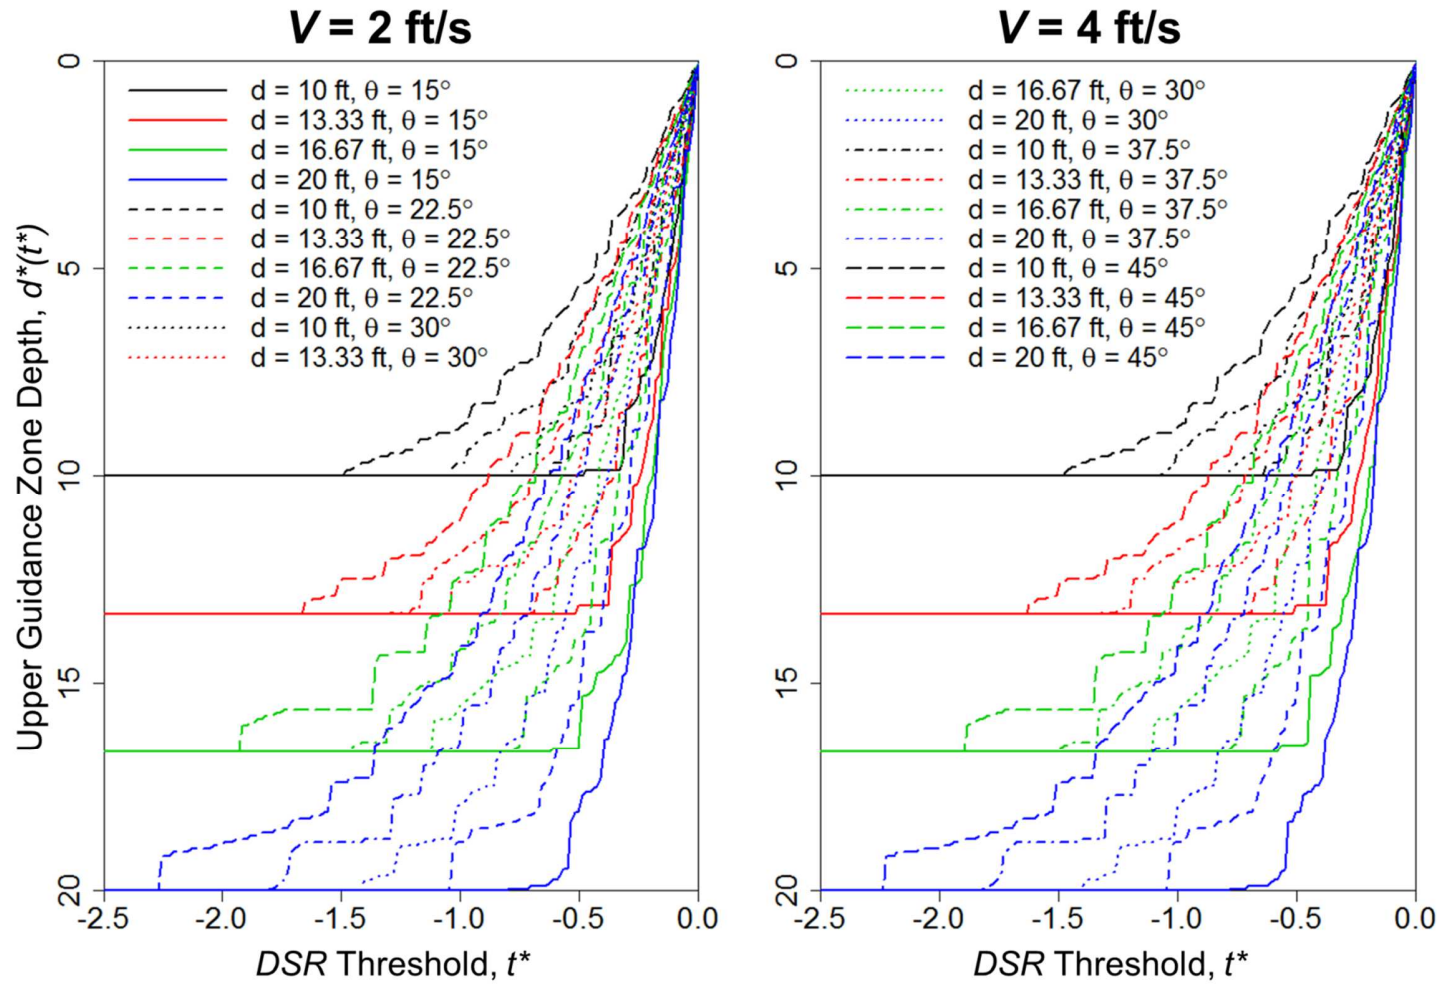 V = 2 ft/s
V = 4 ft/s
Upper Guidance Zone Depth, d*(t*)
0
5
10
15
20
d = 10 ft, θ = 15°
d = 13.33 ft, θ = 15°
d = 16.67 ft, θ = 15°
d = 20 ft, θ = 15°
d = 10 ft, θ = 22.5°
d = 13.33 ft, θ = 22.5°
d = 16.67 ft, θ = 22.5°
d = 20 ft, θ = 22.5°
d = 10 ft, θ = 30°
d = 13.33 ft, θ = 30°
-2.5 -2.0 -1.5 -1.0 -0.5 0.0
DSR Threshold, t*
0
5
10
15
20
d = 16.67 ft, θ = 30°
d = 20 ft, θ = 30°
d = 10 ft, θ = 37.5°
d = 13.33 ft, θ = 37.5°
d = 16.67 ft, θ = 37.5°
d = 20 ft, θ = 37.5°
d = 10 ft, θ = 45°
d = 13.33 ft, θ = 45°
d = 16.67 ft, θ = 45°
d = 20 ft, θ = 45°
-2.5 -2.0 -1.5 -1.0 -0.5 0.0
DSR Threshold, t*